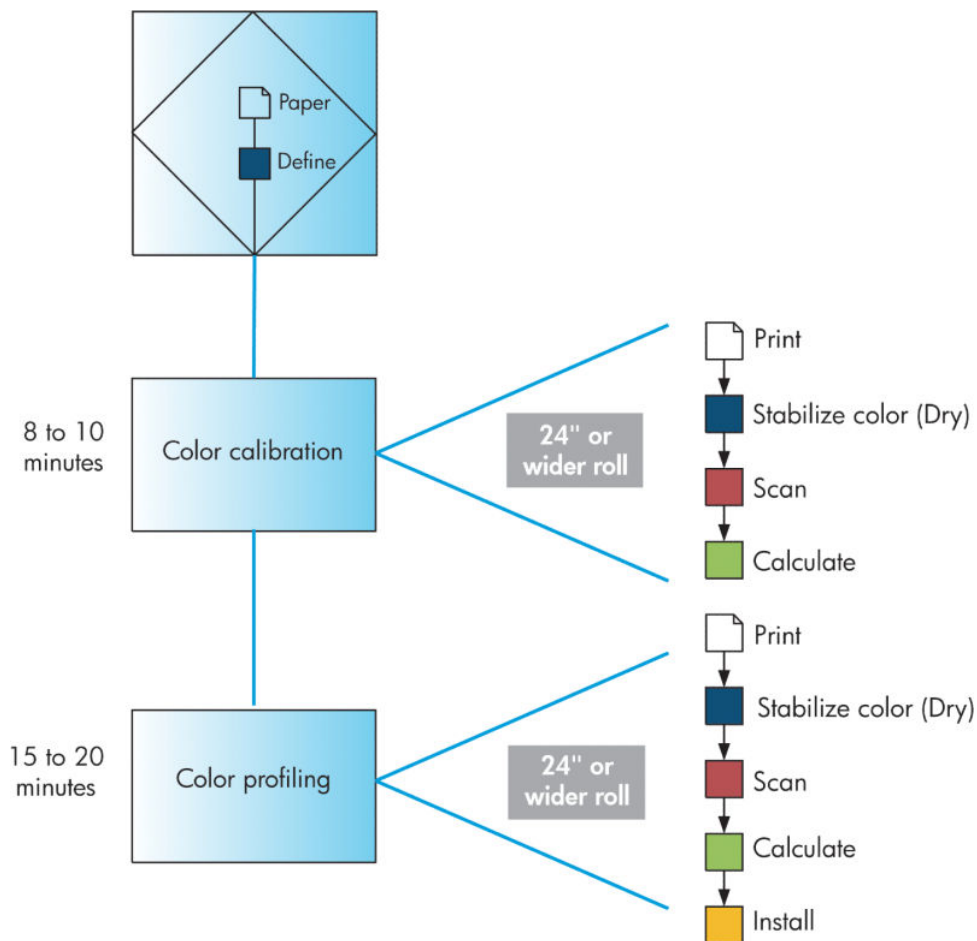 Paper
Define
8 to 10
minutes
Color calibration
24" or
wider roll
Print
Stabilize color (Dry)
Scan
Calculate
15 to 20
minutes
Color profiling
24" or
wider roll
Print
Stabilize color (Dry)
Scan
Calculate
Install